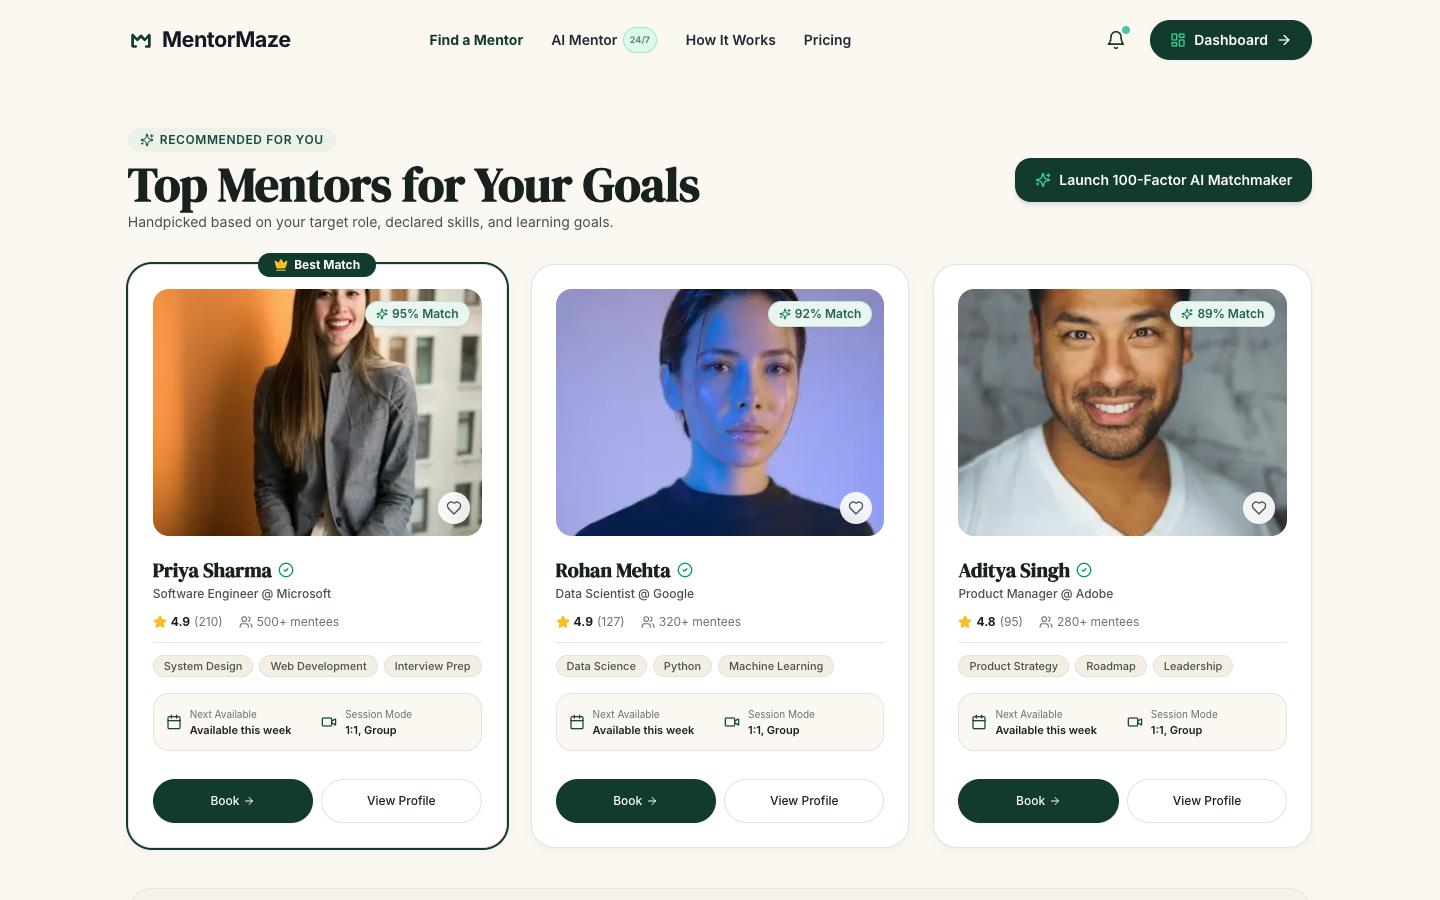 MentorMaze
Find a Mentor
AI Mentor 24/7
How It Works
Pricing
Dashboard
RECOMMENDED FOR YOU
Top Mentors for Your Goals
Handpicked based on your target role, declared skills, and learning goals.
Launch 100-Factor AI Matchmaker
Best Match
95% Match
Priya Sharma
Software Engineer @ Microsoft
4.9 (210) 500+ mentees
System Design Web Development Interview Prep
Next Available
Available this week
Session Mode
1:1, Group
Book → View Profile
92% Match
Rohan Mehta
Data Scientist @ Google
4.9 (127) 320+ mentees
Data Science Python Machine Learning
Next Available
Available this week
Session Mode
1:1, Group
Book → View Profile
89% Match
Aditya Singh
Product Manager @ Adobe
4.8 (95) 280+ mentees
Product Strategy Roadmap Leadership
Next Available
Available this week
Session Mode
1:1, Group
Book → View Profile